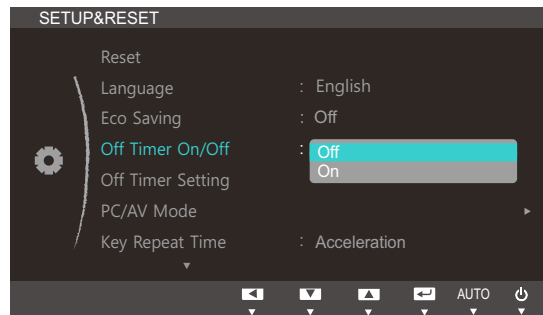 SETUP&RESET
Reset
Language : English
Eco Saving : Off
Off Timer On/Off : Off
On
Off Timer Setting
PC/AV Mode
Key Repeat Time : Acceleration
AUTO